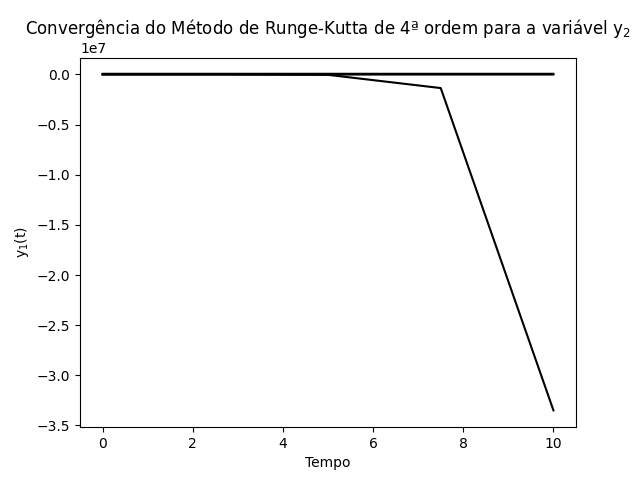 Convergência do Método de Runge-Kutta de 4ª ordem para a variável y₂
1e7
0.0
−0.5
−1.0
−1.5
−2.0
−2.5
−3.0
−3.5
y₁(t)
0 2 4 6 8 10
Tempo